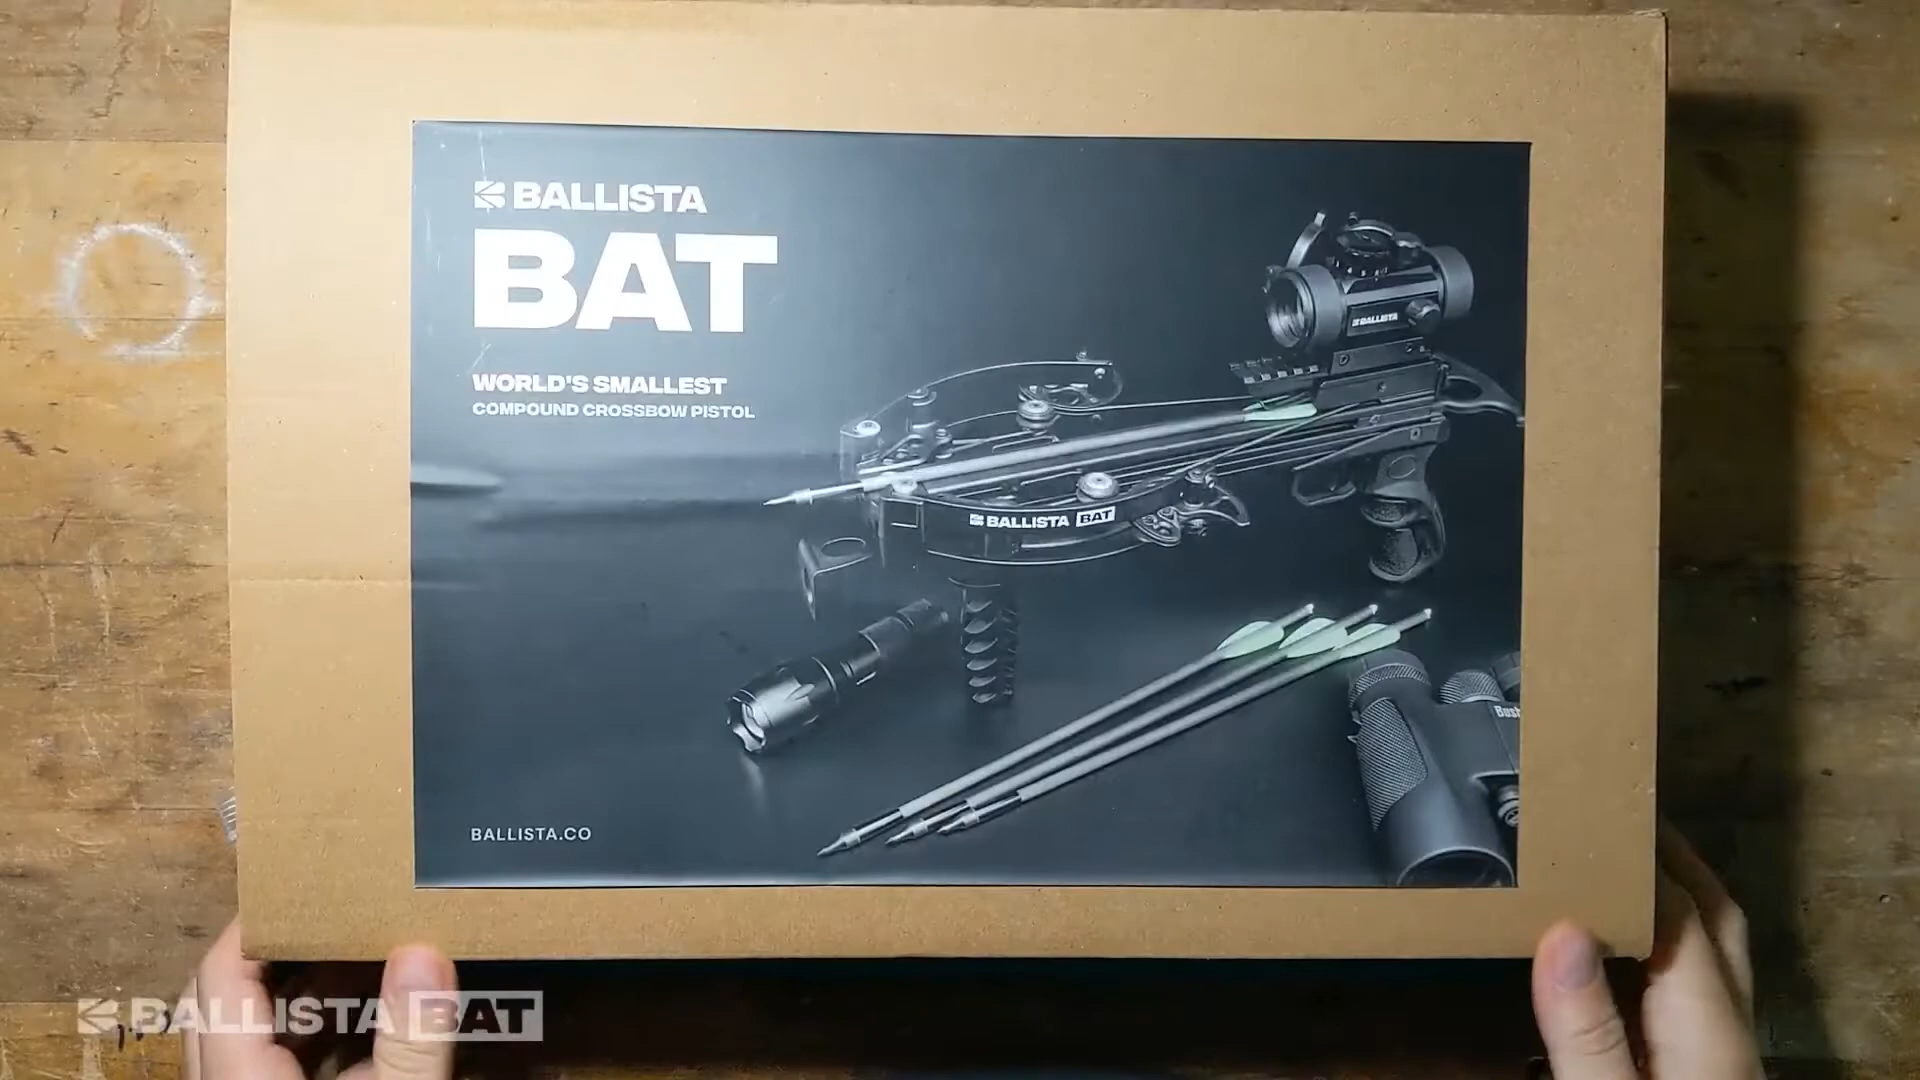 BALLISTA
BAT
WORLD'S SMALLEST
COMPOUND CROSSBOW PISTOL
BALLISTA
BALLISTA BAT
BALLISTA.CO
BALLISTA BAT